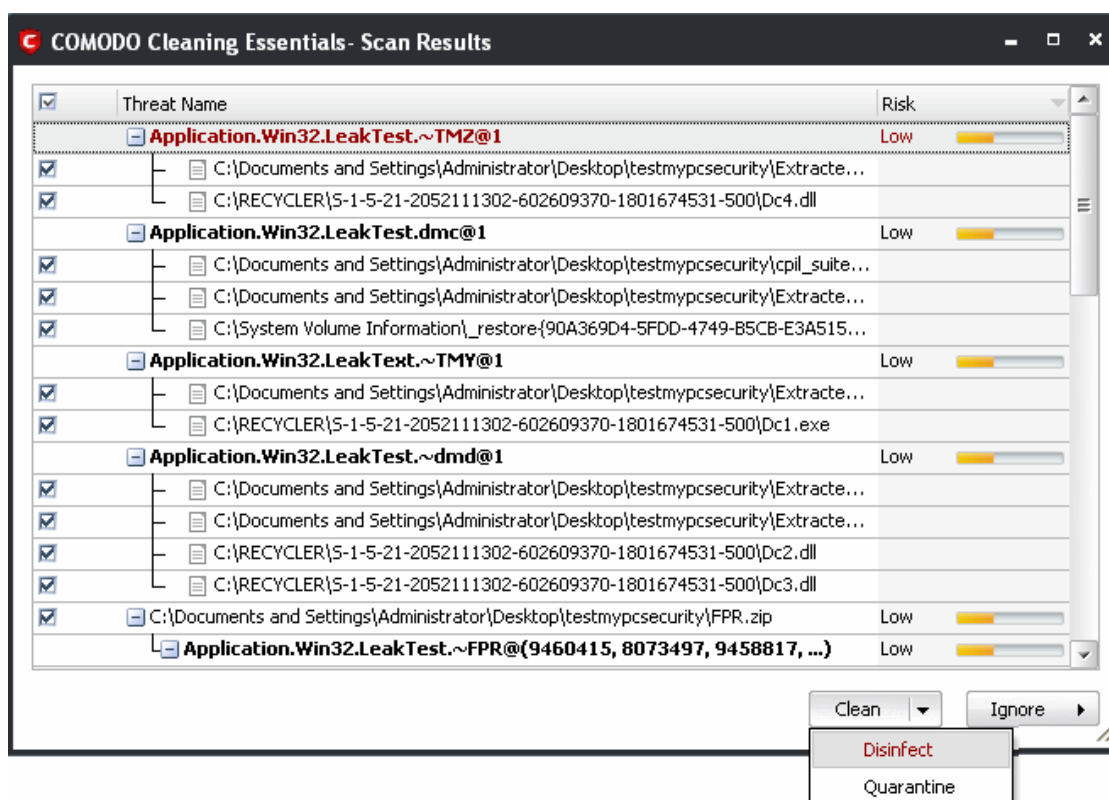 COMODO Cleaning Essentials- Scan Results
Threat Name Risk
Application.Win32.LeakTest.~TMZ@1 Low
C:\Documents and Settings\Administrator\Desktop\testmypcsecurity\Extracte...
C:\RECYCLER\S-1-5-21-2052111302-602609370-1801674531-500\Dc4.dll
Application.Win32.LeakTest.dmc@1 Low
C:\Documents and Settings\Administrator\Desktop\testmypcsecurity\cpil_suite...
C:\Documents and Settings\Administrator\Desktop\testmypcsecurity\Extracte...
C:\System Volume Information\_restore{90A369D4-5FDD-4749-B5CB-E3A515...
Application.Win32.LeakText.~TMY@1 Low
C:\Documents and Settings\Administrator\Desktop\testmypcsecurity\Extracte...
C:\RECYCLER\S-1-5-21-2052111302-602609370-1801674531-500\Dc1.exe
Application.Win32.LeakTest.~dmd@1 Low
C:\Documents and Settings\Administrator\Desktop\testmypcsecurity\Extracte...
C:\Documents and Settings\Administrator\Desktop\testmypcsecurity\Extracte...
C:\RECYCLER\S-1-5-21-2052111302-602609370-1801674531-500\Dc2.dll
C:\RECYCLER\S-1-5-21-2052111302-602609370-1801674531-500\Dc3.dll
C:\Documents and Settings\Administrator\Desktop\testmypcsecurity\FPR.zip Low
Application.Win32.LeakTest.~FPR@(9460415, 8073497, 9458817, ...) Low
Clean Ignore
Disinfect
Quarantine